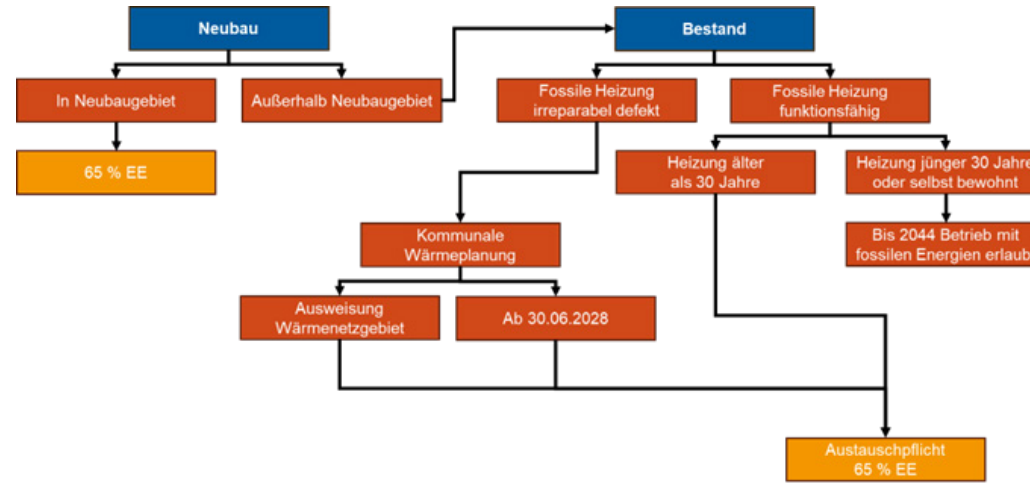 Neubau
Bestand
In Neubaugebiet
Außerhalb Neubaugebiet
Fossile Heizung
irreparabel defekt
Fossile Heizung
funktionsfähig
65 % EE
Heizung älter
als 30 Jahre
Heizung jünger 30 Jahre
oder selbst bewohnt
Kommunale
Wärmeplanung
Bis 2044 Betrieb mit
fossilen Energien erlaub
Ausweisung
Wärmenetzgebiet
Ab 30.06.2028
Austauschpflicht
65 % EE